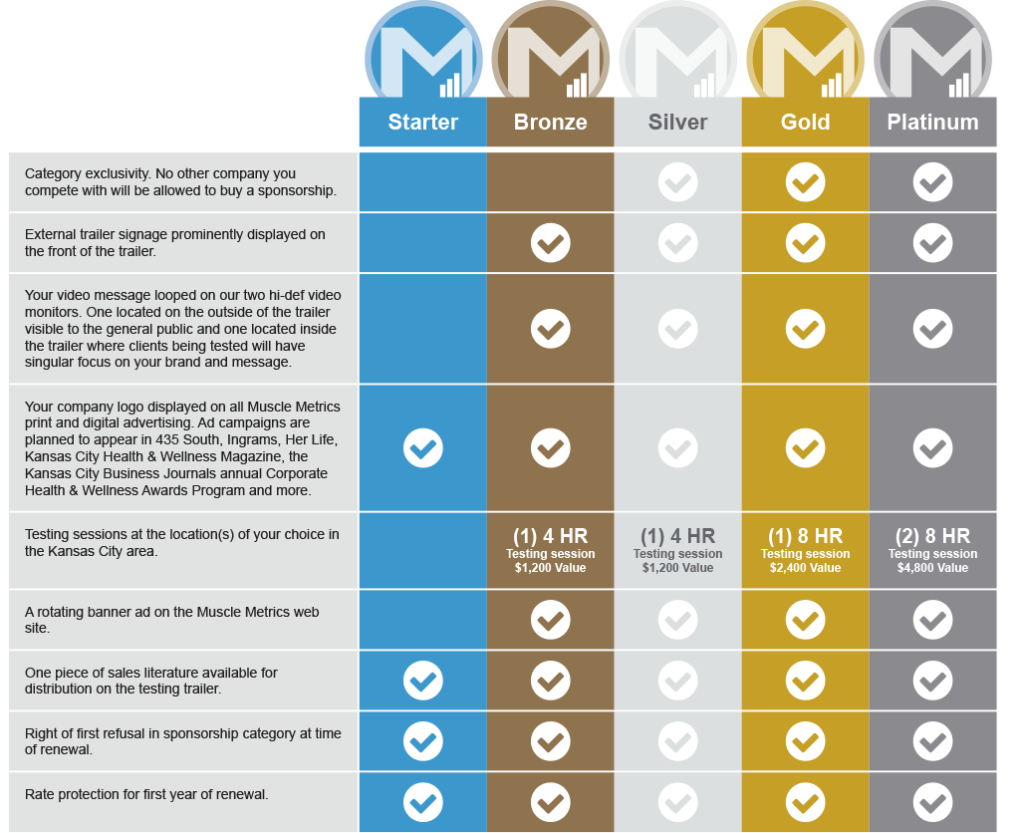 M M M M M
Starter Bronze Silver Gold Platinum
Category exclusivity. No other company you
compete with will be allowed to buy a sponsorship.
External trailer signage prominently displayed on
the front of the trailer.
Your video message looped on our two hi-def video
monitors. One located on the outside of the trailer
visible to the general public and one located inside
the trailer where clients being tested will have
singular focus on your brand and message.
Your company logo displayed on all Muscle Metrics
print and digital advertising. Ad campaigns are
planned to appear in 435 South, Ingrams, Her Life,
Kansas City Health & Wellness Magazine, the
Kansas City Business Journals annual Corporate
Health & Wellness Awards Program and more.
Testing sessions at the location(s) of your choice in
the Kansas City area.
(1) 4 HR (1) 4 HR (1) 8 HR (2) 8 HR
Testing session Testing session Testing session Testing session
$1,200 Value $1,200 Value $2,400 Value $4,800 Value
A rotating banner ad on the Muscle Metrics web
site.
One piece of sales literature available for
distribution on the testing trailer.
Right of first refusal in sponsorship category at time
of renewal.
Rate protection for first year of renewal.